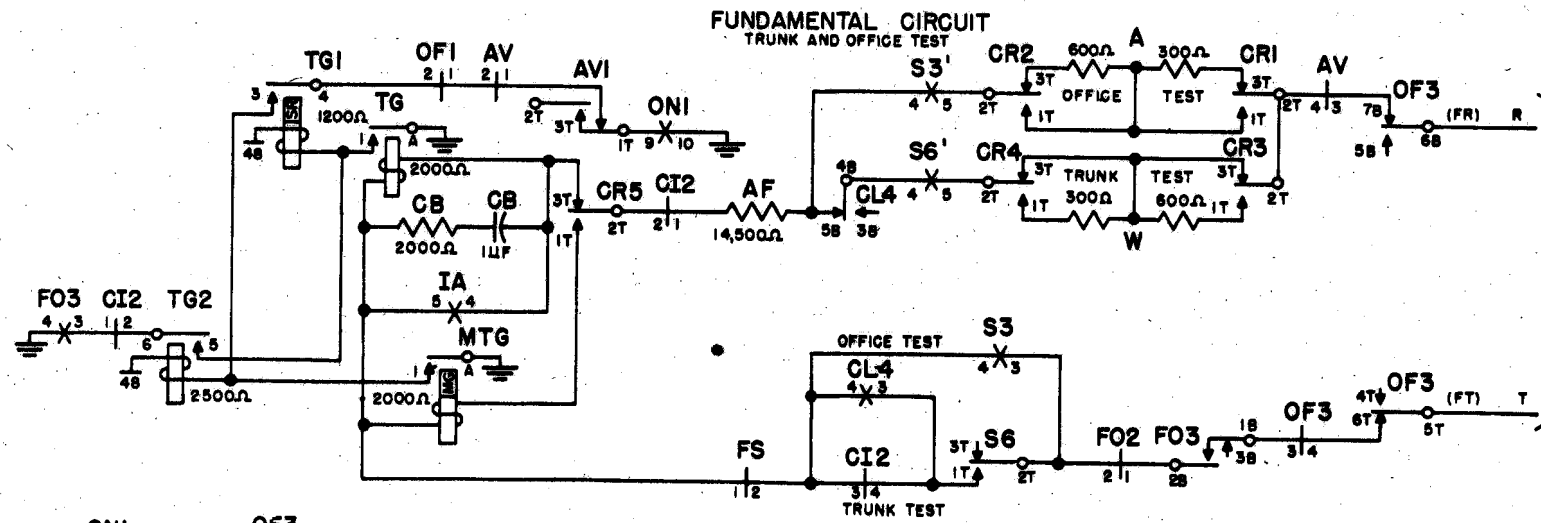 FUNDAMENTAL CIRCUIT
TRUNK AND OFFICE TEST
TG1 OF1 AV AV1
3 4 2 1 2 1
2T 3T 1T
ON1
9 10
SR
48
1200Ω TG
1 A
2000Ω
CB CB
2000Ω 1µF
IA
5 4
MTG
1 A
2000Ω MG
FO3 CI2 TG2
4 3 1 2 6 5
48
2500Ω
3T CR5 CI2 AF
1T 2T 2 1 14,500Ω
S3'
4 5 2T
CR2 600Ω A 300Ω CR1
3T OFFICE TEST 3T
1T 1T 2T
AV
4 3
OF3
7B (FR) R
5B 6B
4B S6' CR4 CR3
4 5 2T 3T TRUNK TEST 3T
CL4 1T 300Ω 600Ω 1T 2T
5B 3B
W
OFFICE TEST S3
4 3
CL4
4 3
FS
1 2
CI2
3 4
TRUNK TEST
3T S6
1T 2T
FO2 FO3
2 1 2B
1B
3B
OF3
3 4
4T OF3 (FT) T
6T 5T